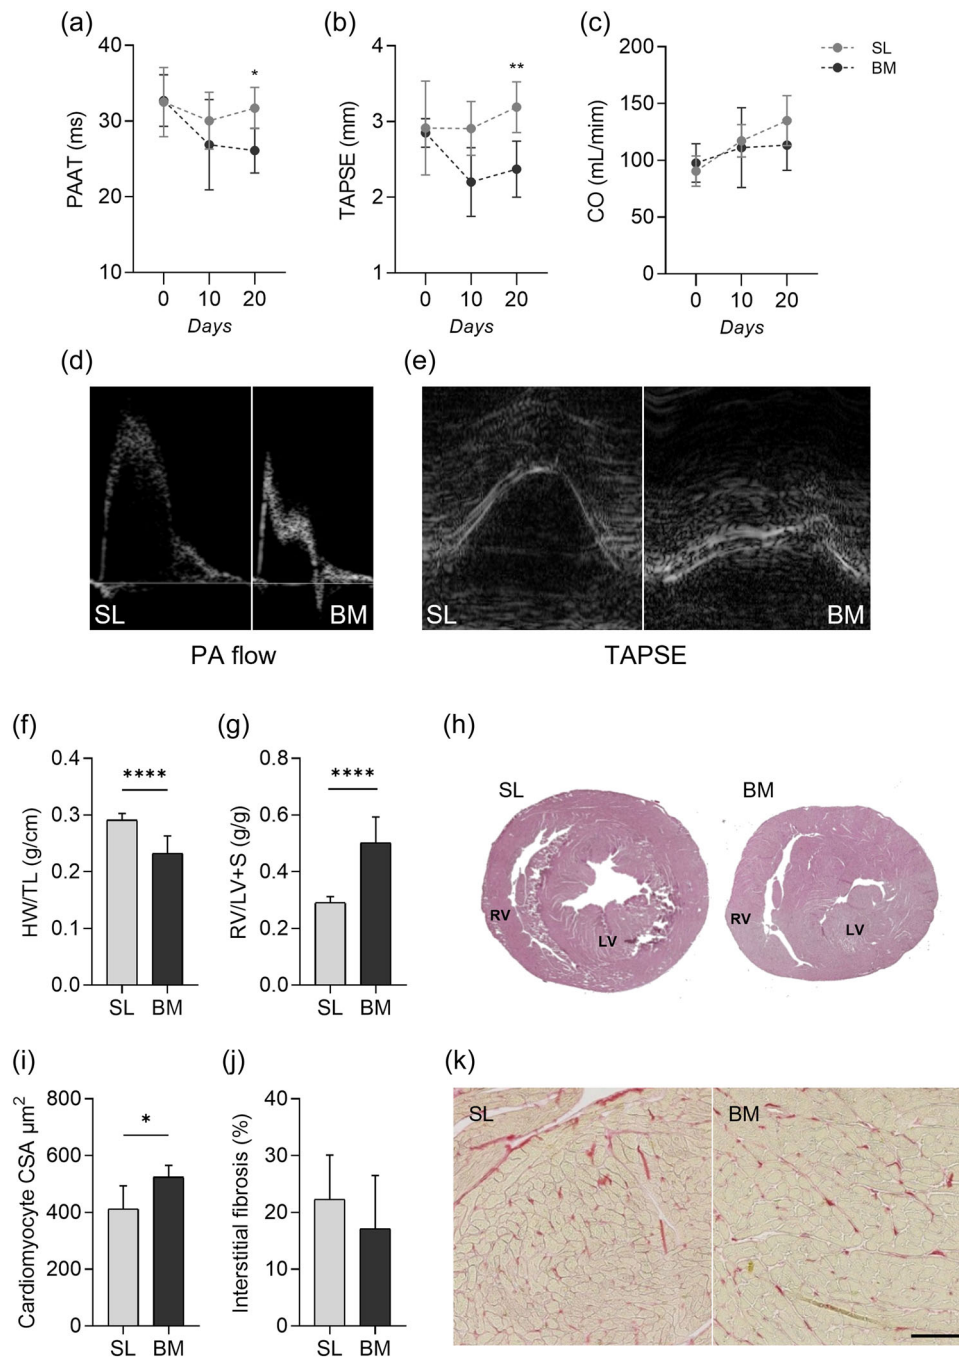 (a)
40
30
20
10
PAAT (ms)
*
0 10 20
Days
(b)
4
3
2
1
TAPSE (mm)
**
0 10 20
Days
(c)
200
150
100
50
0
CO (mL/mim)
0 10 20
Days
SL
BM
(d)
SL BM
PA flow
(e)
SL BM
TAPSE
(f)
0.4
0.3
0.2
0.1
0.0
HW/TL (g/cm)
****
SL BM
(g)
0.8
0.6
0.4
0.2
0.0
RV/LV+S (g/g)
****
SL BM
(h)
SL BM
RV LV
RV LV
(i)
800
600
400
200
0
Cardiomyocyte CSA µm²
*
SL BM
(j)
40
30
20
10
0
Interstitial fibrosis (%)
SL BM
(k)
SL BM